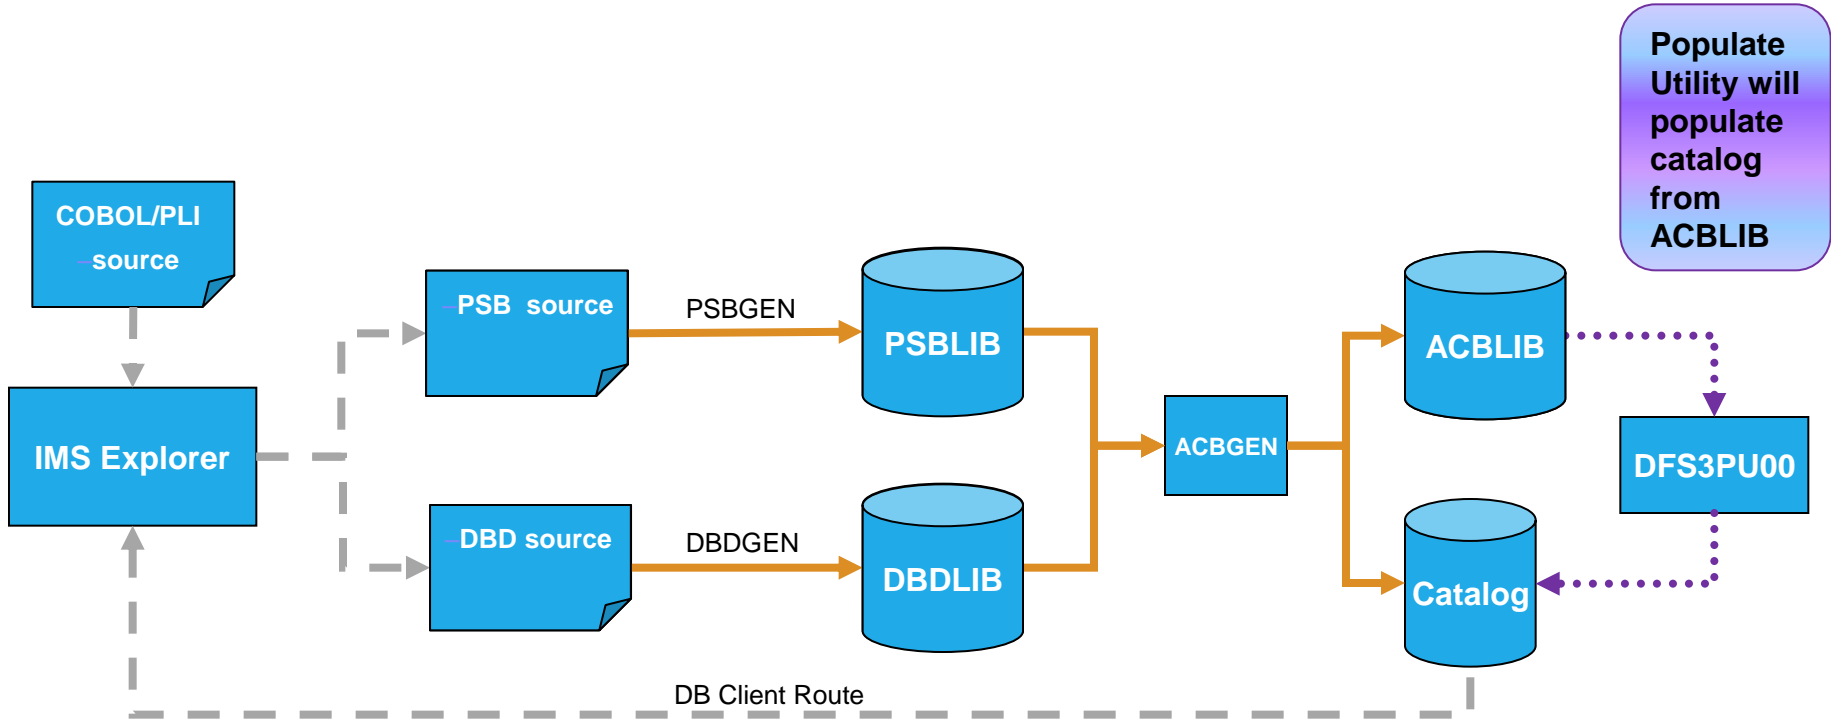 Populate
Utility will
populate
catalog
from
ACBLIB
COBOL/PLI
–source
–PSB source
PSBGEN
PSBLIB
ACBLIB
IMS Explorer
ACBGEN
DFS3PU00
–DBD source
DBDGEN
DBDLIB
Catalog
DB Client Route